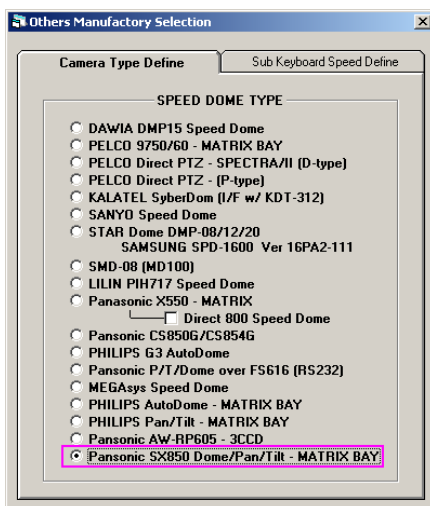 Others Manufactory Selection
Camera Type Define
Sub Keyboard Speed Define
SPEED DOME TYPE
DAWIA DMP15 Speed Dome
PELCO 9750/60 - MATRIX BAY
PELCO Direct PTZ - SPECTRA/II (D-type)
PELCO Direct PTZ - (P-type)
KALATEL SyberDom (I/F w/ KDT-312)
SANYO Speed Dome
STAR Dome DMP-08/12/20
SAMSUNG SPD-1600 Ver 16PA2-111
SMD-08 (MD100)
LILIN PIH717 Speed Dome
Panasonic X550 - MATRIX
Direct 800 Speed Dome
Pansonic CS850G/CS854G
PHILIPS G3 AutoDome
Pansonic P/T/Dome over FS616 (RS232)
MEGAsys Speed Dome
PHILIPS AutoDome - MATRIX BAY
PHILIPS Pan/Tilt - MATRIX BAY
Pansonic AW-RP605 - 3CCD
Pansonic SX850 Dome/Pan/Tilt - MATRIX BAY